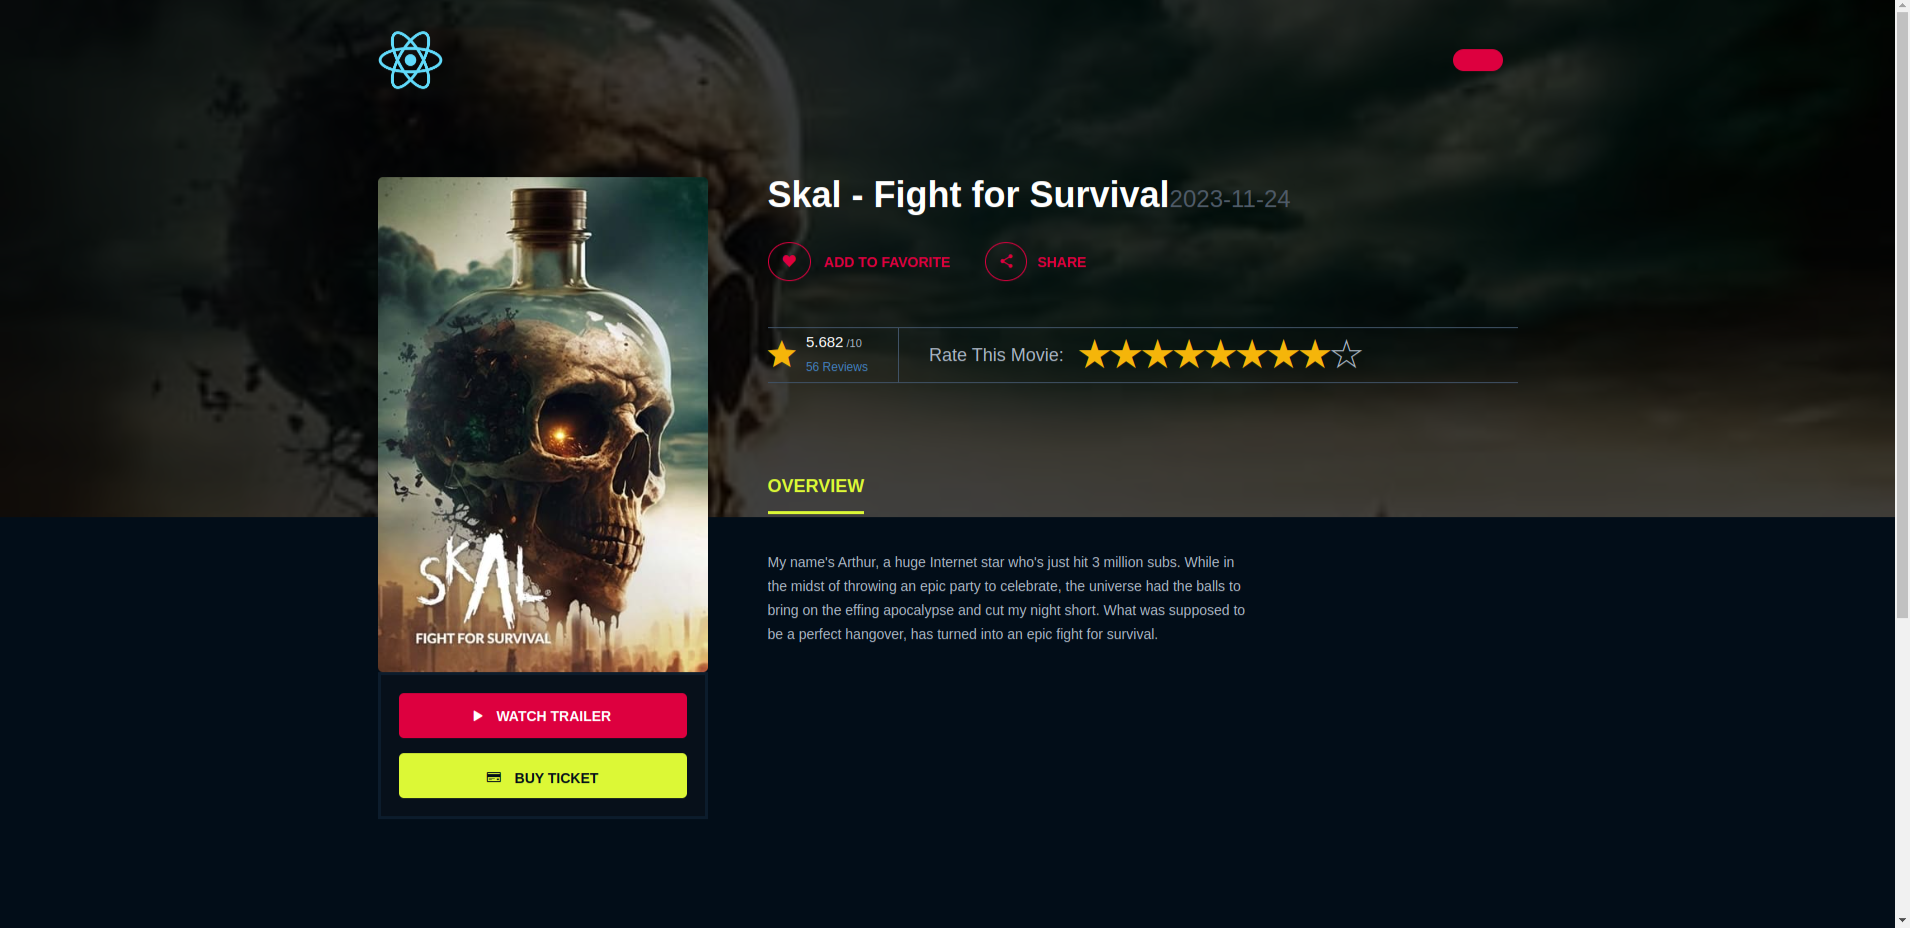 Skal - Fight for Survival 2023-11-24
ADD TO FAVORITE
SHARE
5.682 /10
56 Reviews
Rate This Movie:
OVERVIEW
My name's Arthur, a huge Internet star who's just hit 3 million subs. While in
the midst of throwing an epic party to celebrate, the universe had the balls to
bring on the effing apocalypse and cut my night short. What was supposed to
be a perfect hangover, has turned into an epic fight for survival.
SKAL
FIGHT FOR SURVIVAL
WATCH TRAILER
BUY TICKET